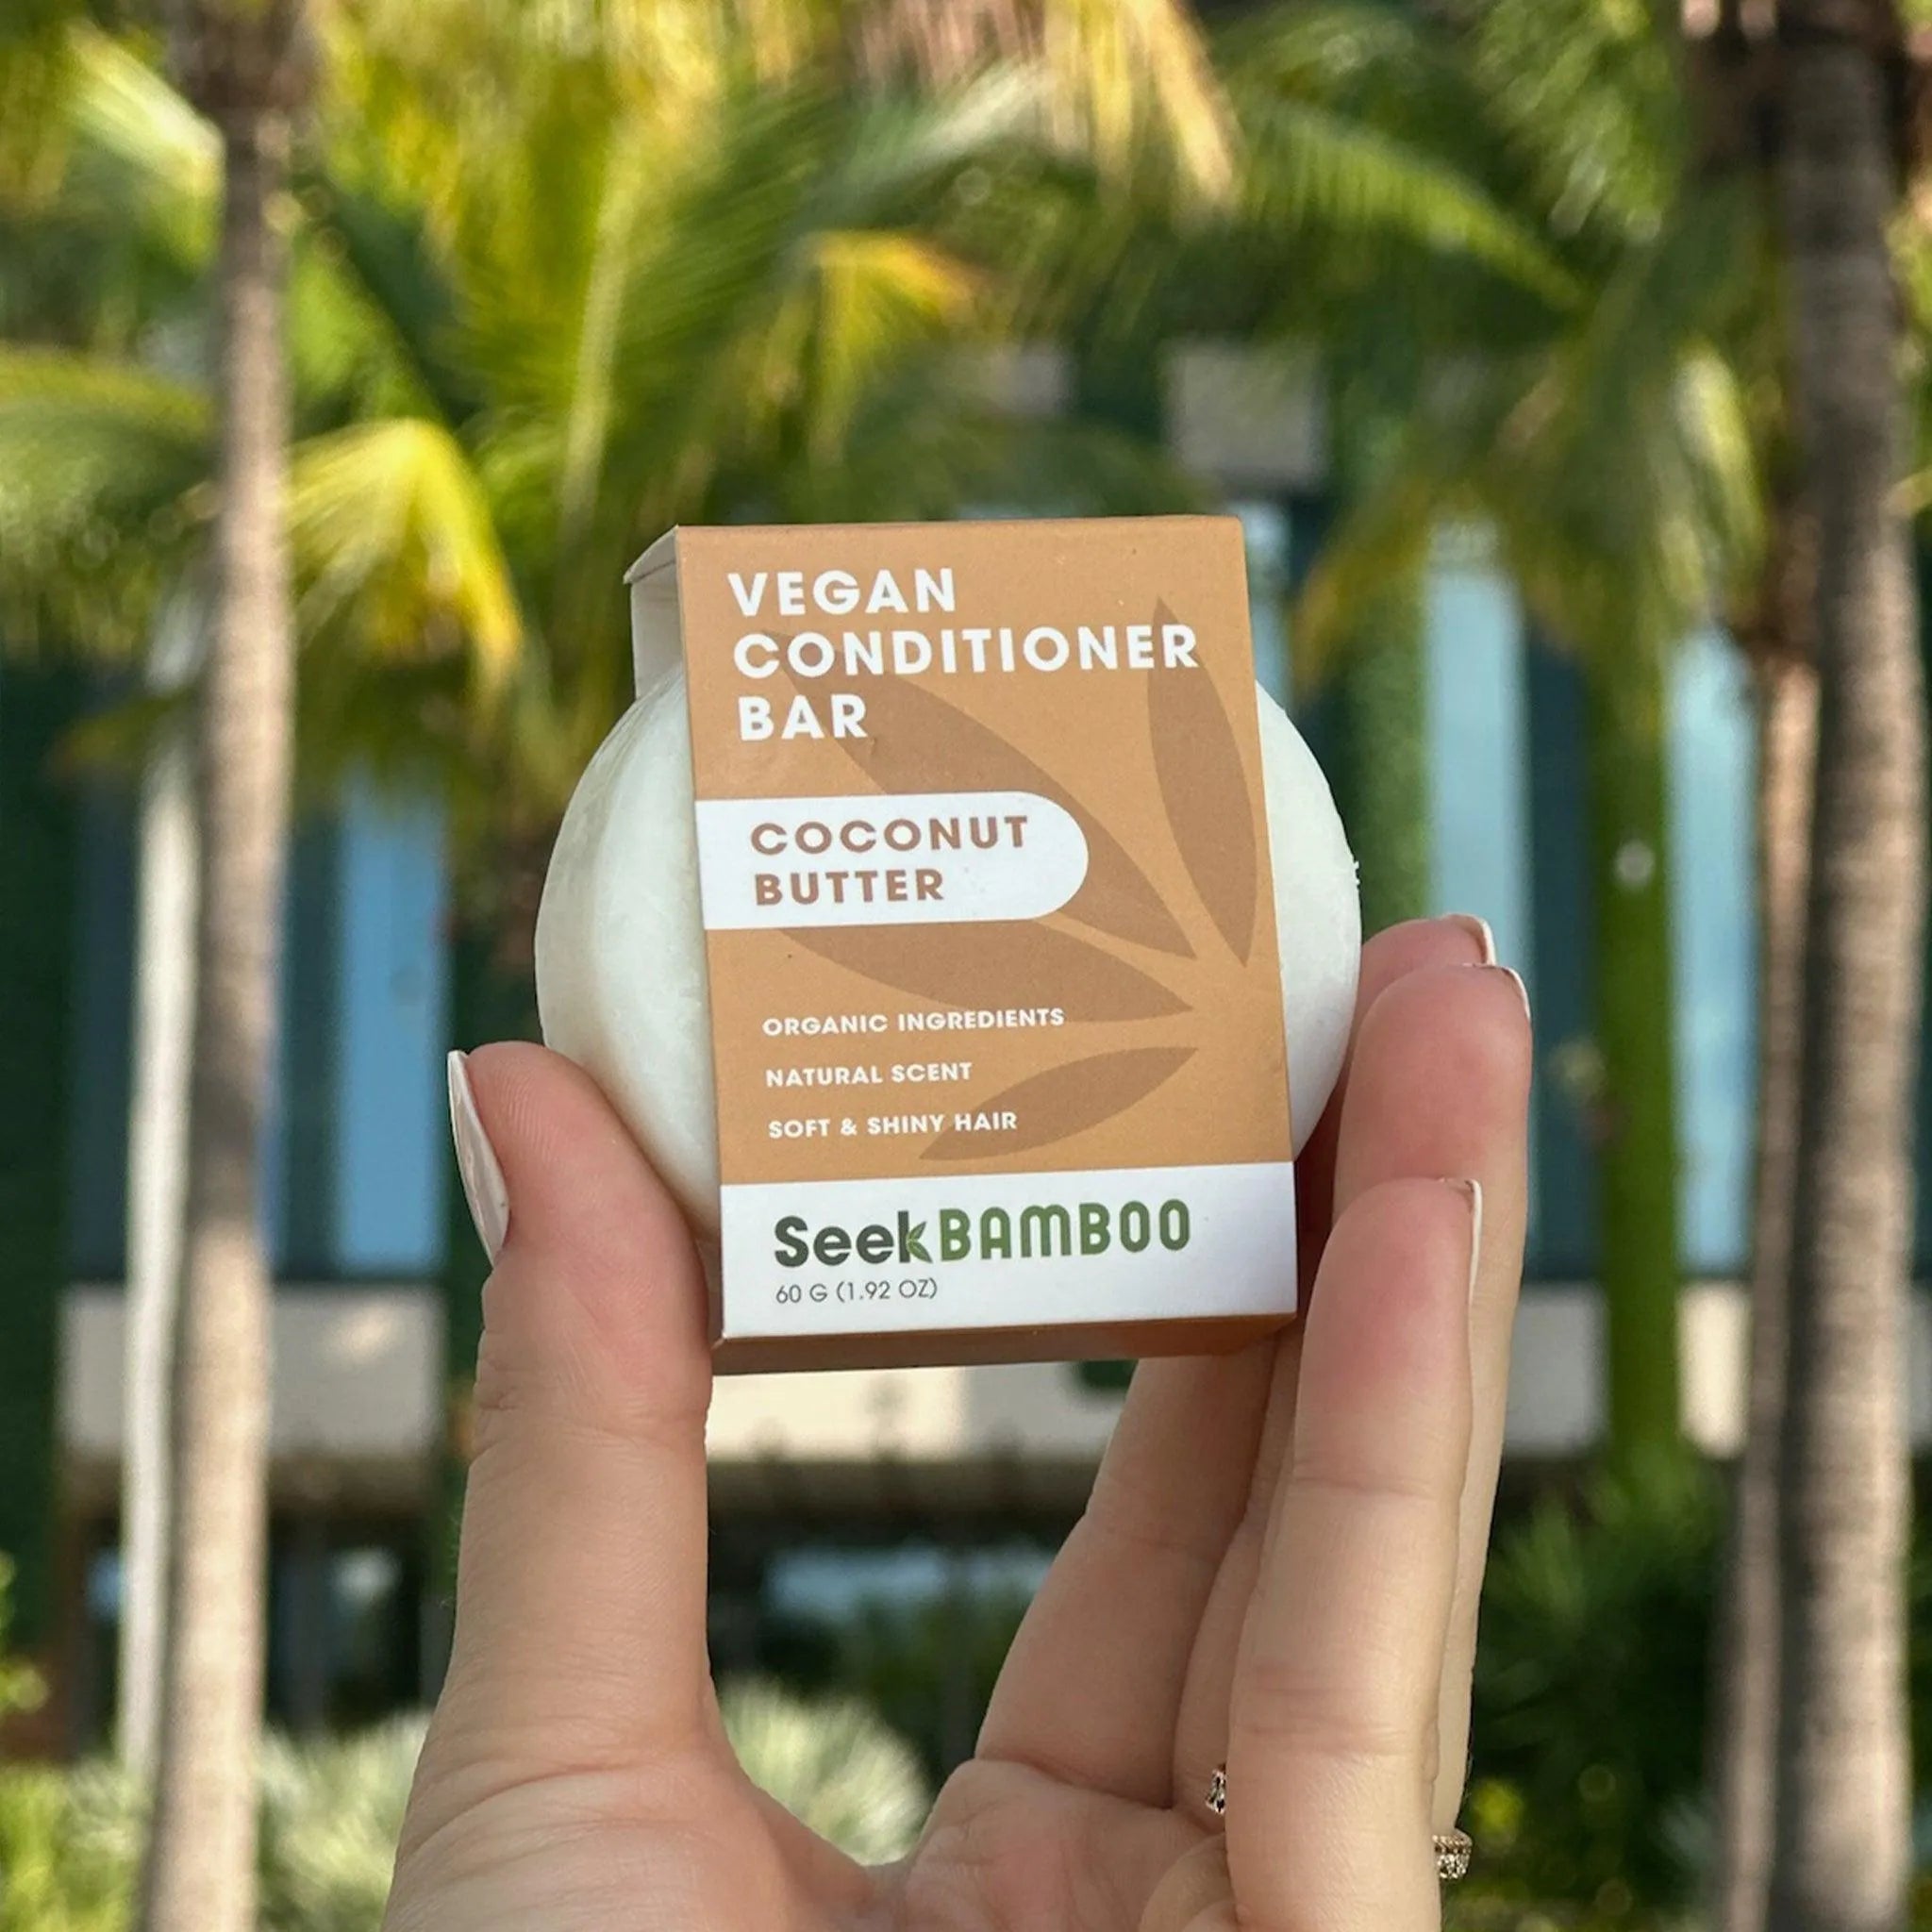 VEGAN
CONDITIONER
BAR
COCONUT
BUTTER
ORGANIC INGREDIENTS
NATURAL SCENT
SOFT & SHINY HAIR
SeekBAMBOO
60 G (1.92 OZ)